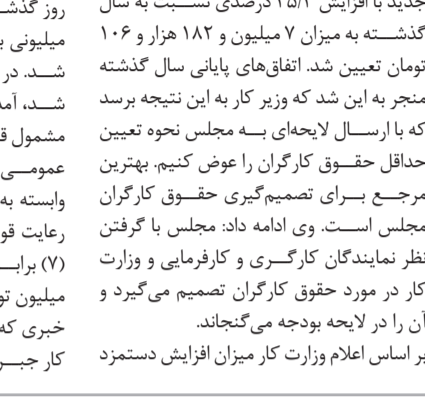 جدید با افزایش ۳۵/۳ درصدی نسبت به سال
گذشته به میزان ۷ میلیون و ۱۸۲ هزار و ۱۰۶
تومان تعیین شد. اتفاق‌های پایانی سال گذشته
منجر به این شد که وزیر کار به این نتیجه برسد
که با ارسال لایحه‌ای به مجلس نحوه تعیین
حداقل حقوق کارگران را عوض کنیم. بهترین
مرجع برای تصمیم‌گیری حقوق کارگران
مجلس است. وی ادامه داد: مجلس با گرفتن
نظر نمایندگان کارگری و کارفرمایی و وزارت
کار در مورد حقوق کارگران تصمیم می‌گیرد و
آن را در لایحه بودجه می‌گنجاند.
بر اساس اعلام وزارت کار میزان افزایش دستمزد
روز
میلیونی
شد. در
شد،
مشمول
عمومی
وابسته به
رعایت
(۷)
میلیون
خبری که
کار